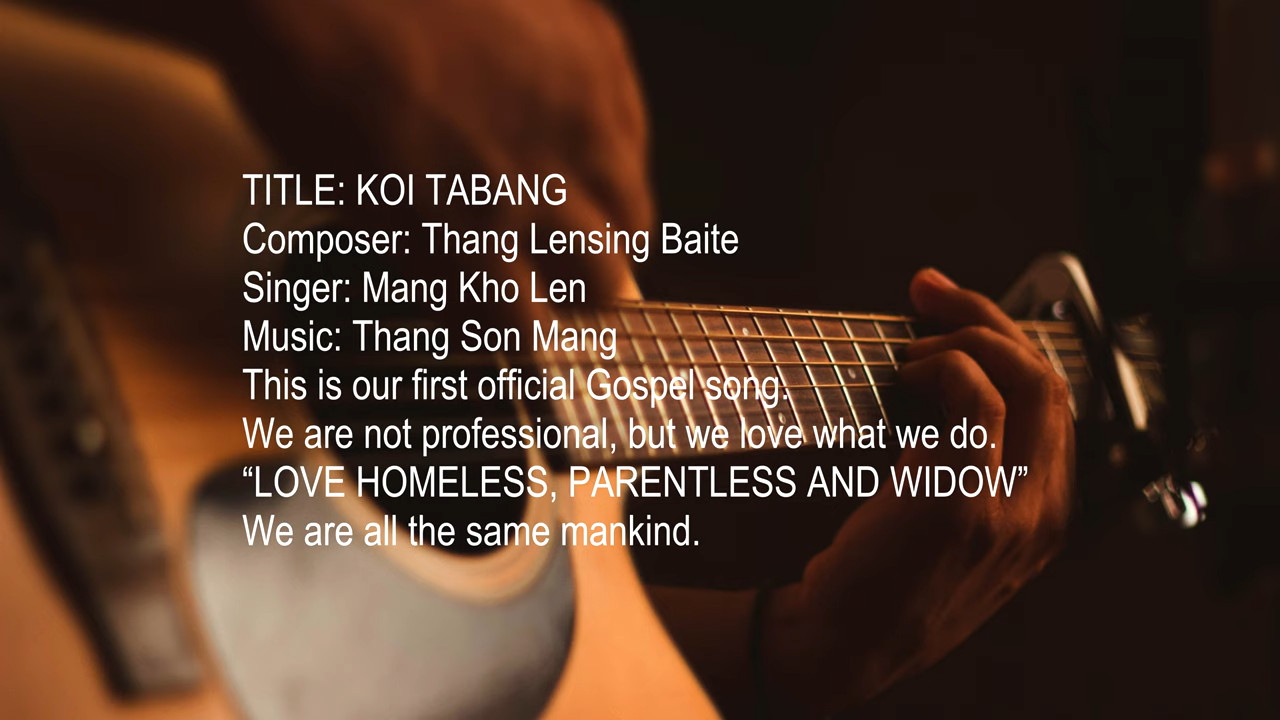 TITLE: KOI TABANG
Composer: Thang Lensing Baite
Singer: Mang Kho Len
Music: Thang Son Mang
This is our first official Gospel song.
We are not professional, but we love what we do.
“LOVE HOMELESS, PARENTLESS AND WIDOW”
We are all the same mankind.